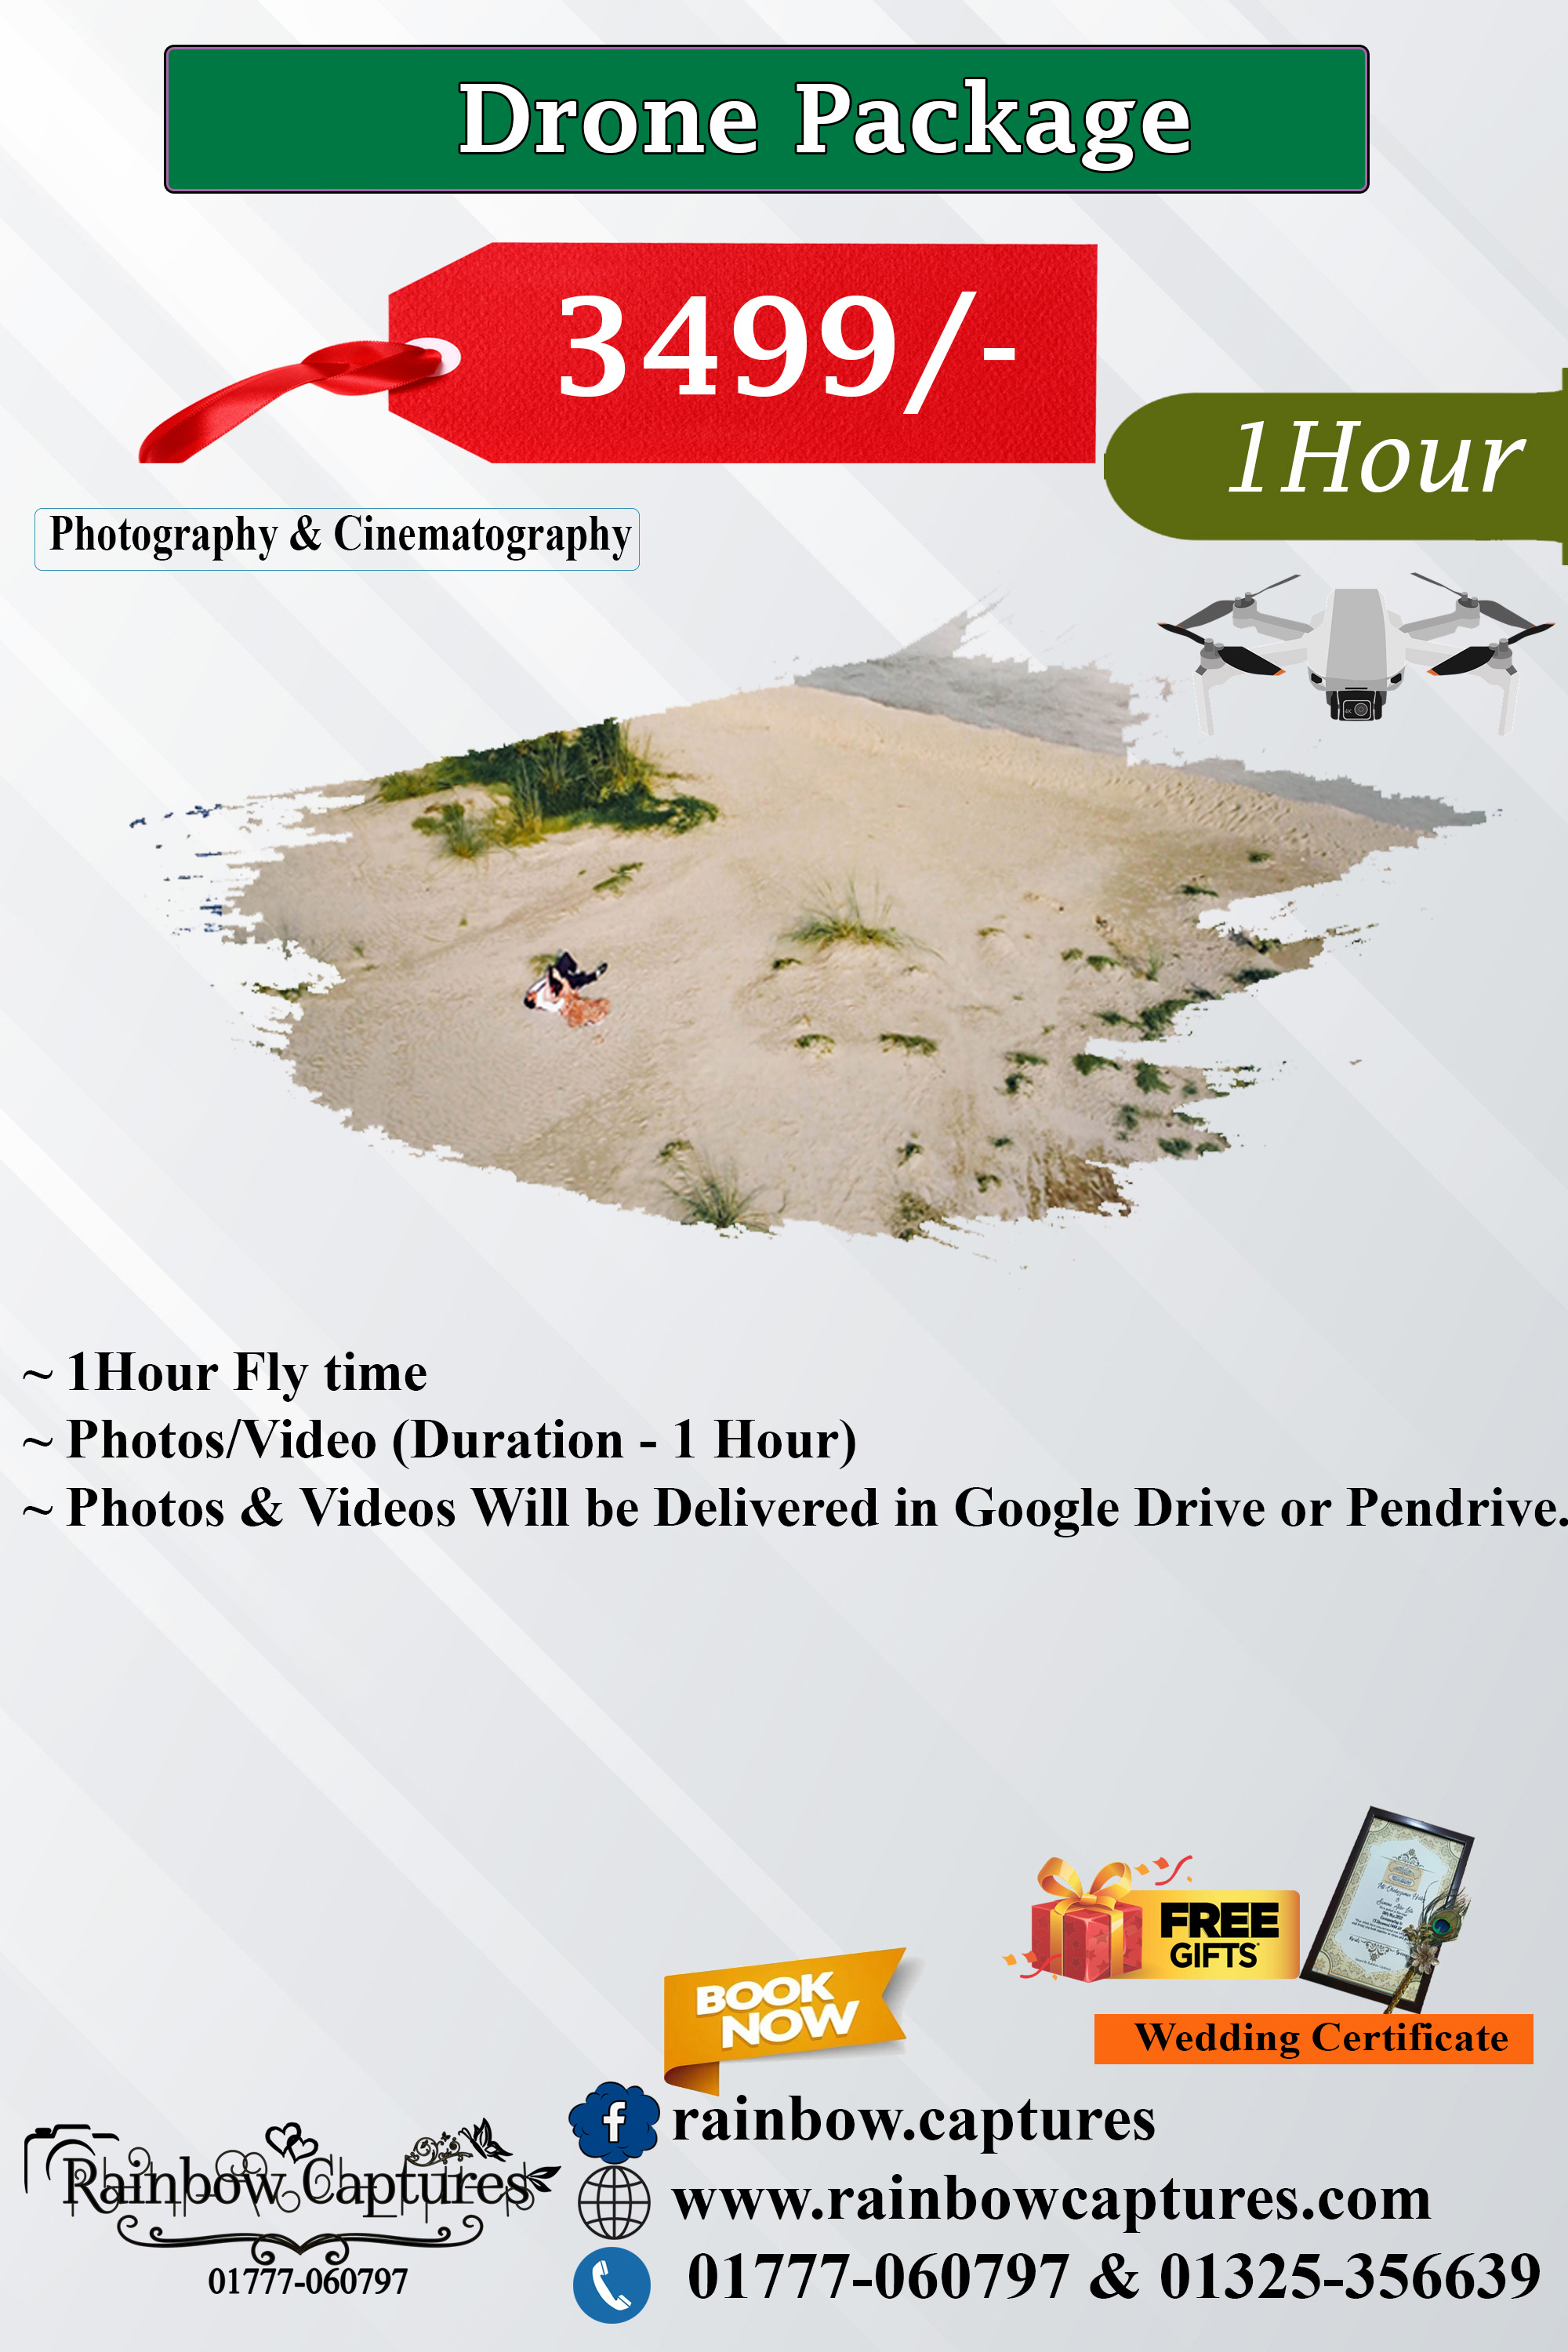 Drone Package
3499/-
1Hour
Photography & Cinematography
4K
~ 1Hour Fly time
~ Photos/Video (Duration - 1 Hour)
~ Photos & Videos Will be Delivered in Google Drive or Pendrive.
FREE
GIFTS
BOOK
NOW
Wedding Certificate
f rainbow.captures
Rainbow Captures
www.rainbowcaptures.com
01777-060797
01777-060797 & 01325-356639